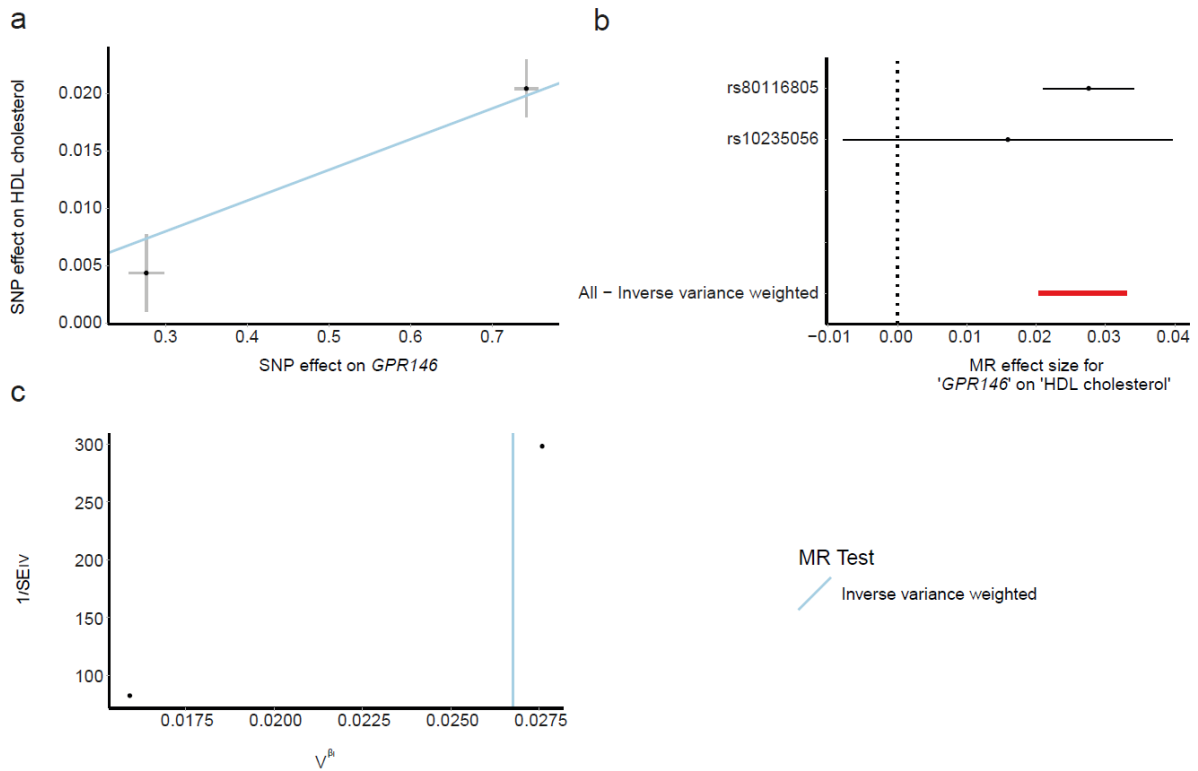 a
SNP effect on HDL cholesterol
0.020
0.015
0.010
0.005
0.000
0.3 0.4 0.5 0.6 0.7
SNP effect on GPR146
b
rs80116805
rs10235056
All − Inverse variance weighted
−0.01 0.00 0.01 0.02 0.03 0.04
MR effect size for
'GPR146' on 'HDL cholesterol'
c
1/SEIV
300
250
200
150
100
0.0175 0.0200 0.0225 0.0250 0.0275
MR Test
Inverse variance weighted